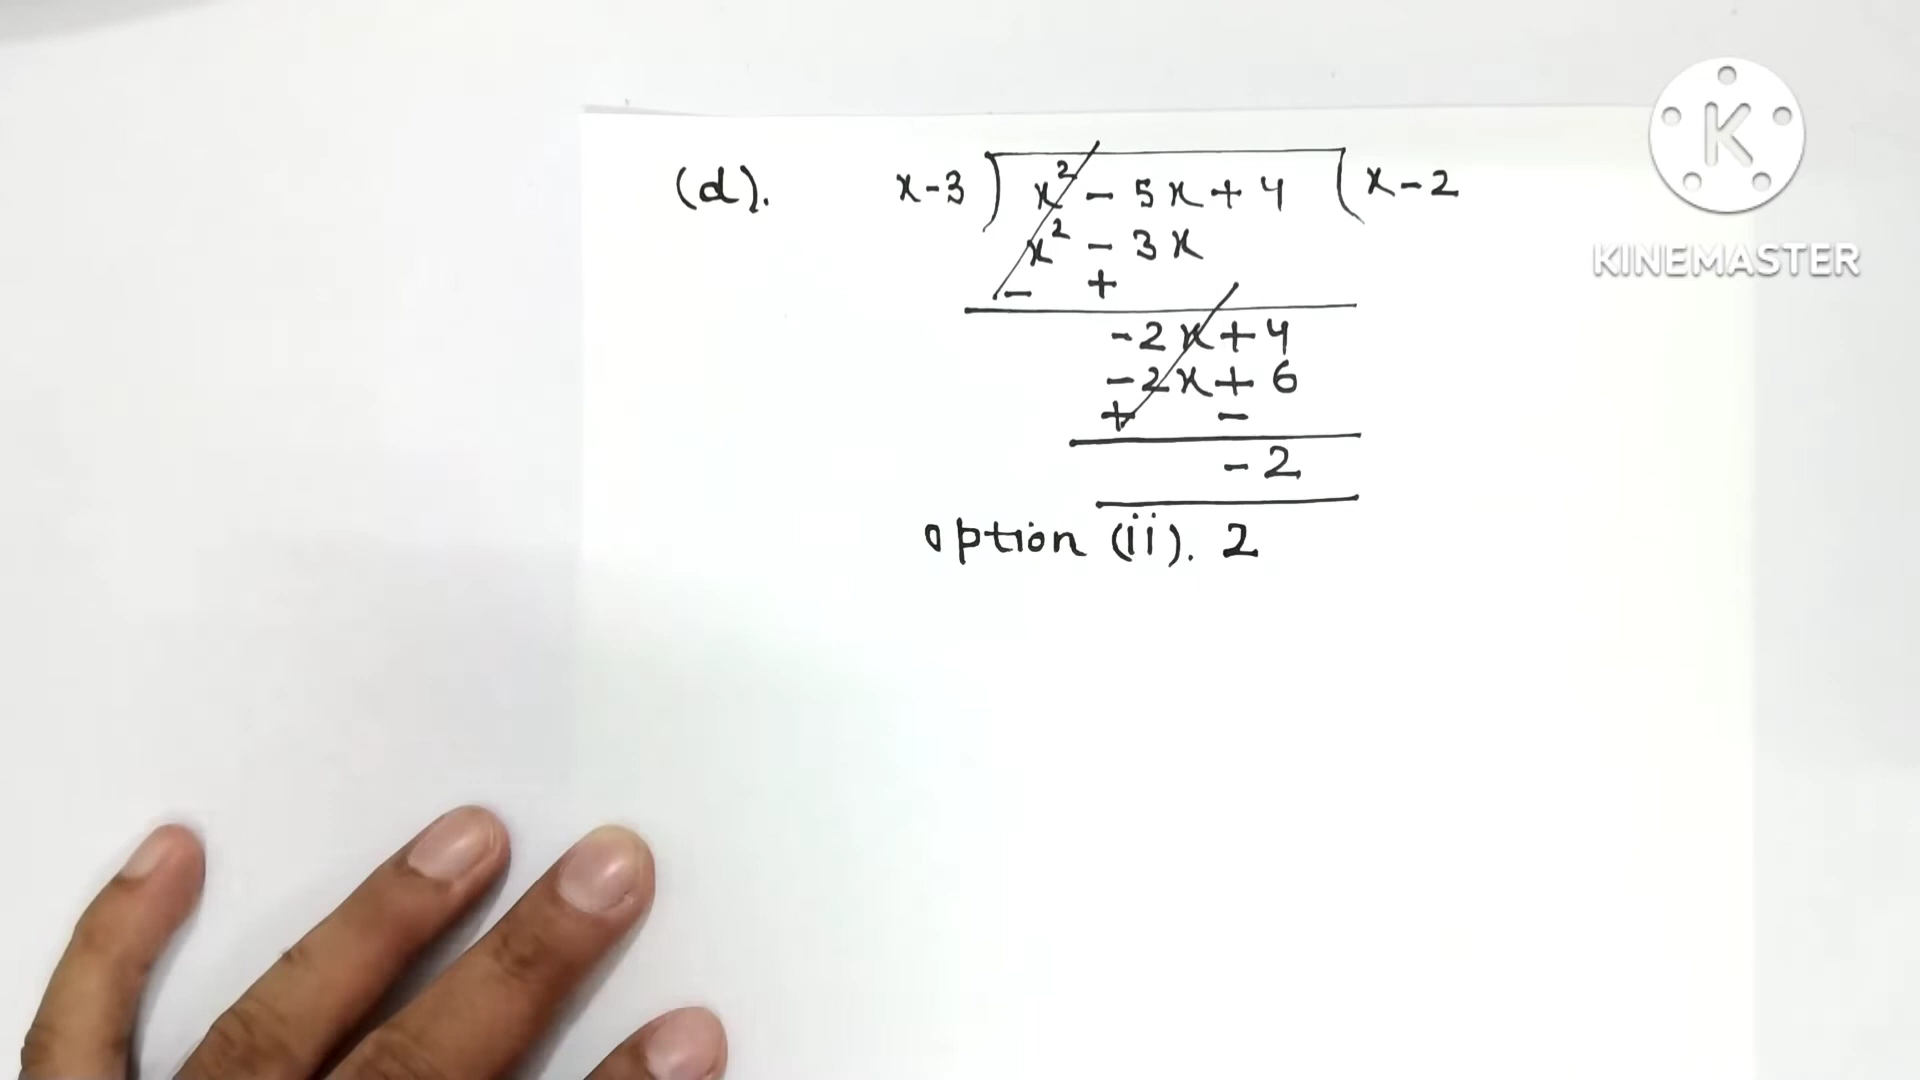 (d). x-3 ) x² - 5x + 4 ( x-2
x² - 3x
- +
-2x + 4
-2x + 6
+ -
-2
option (ii). 2
K
KINEMASTER